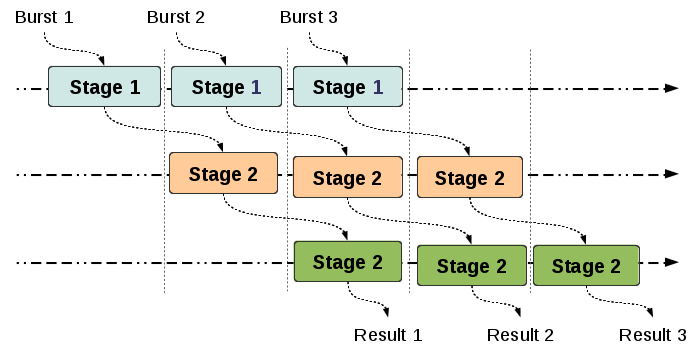 Burst 1 Burst 2 Burst 3
Stage 1 Stage 1 Stage 1
Stage 2 Stage 2 Stage 2
Stage 2 Stage 2 Stage 2
Result 1 Result 2 Result 3